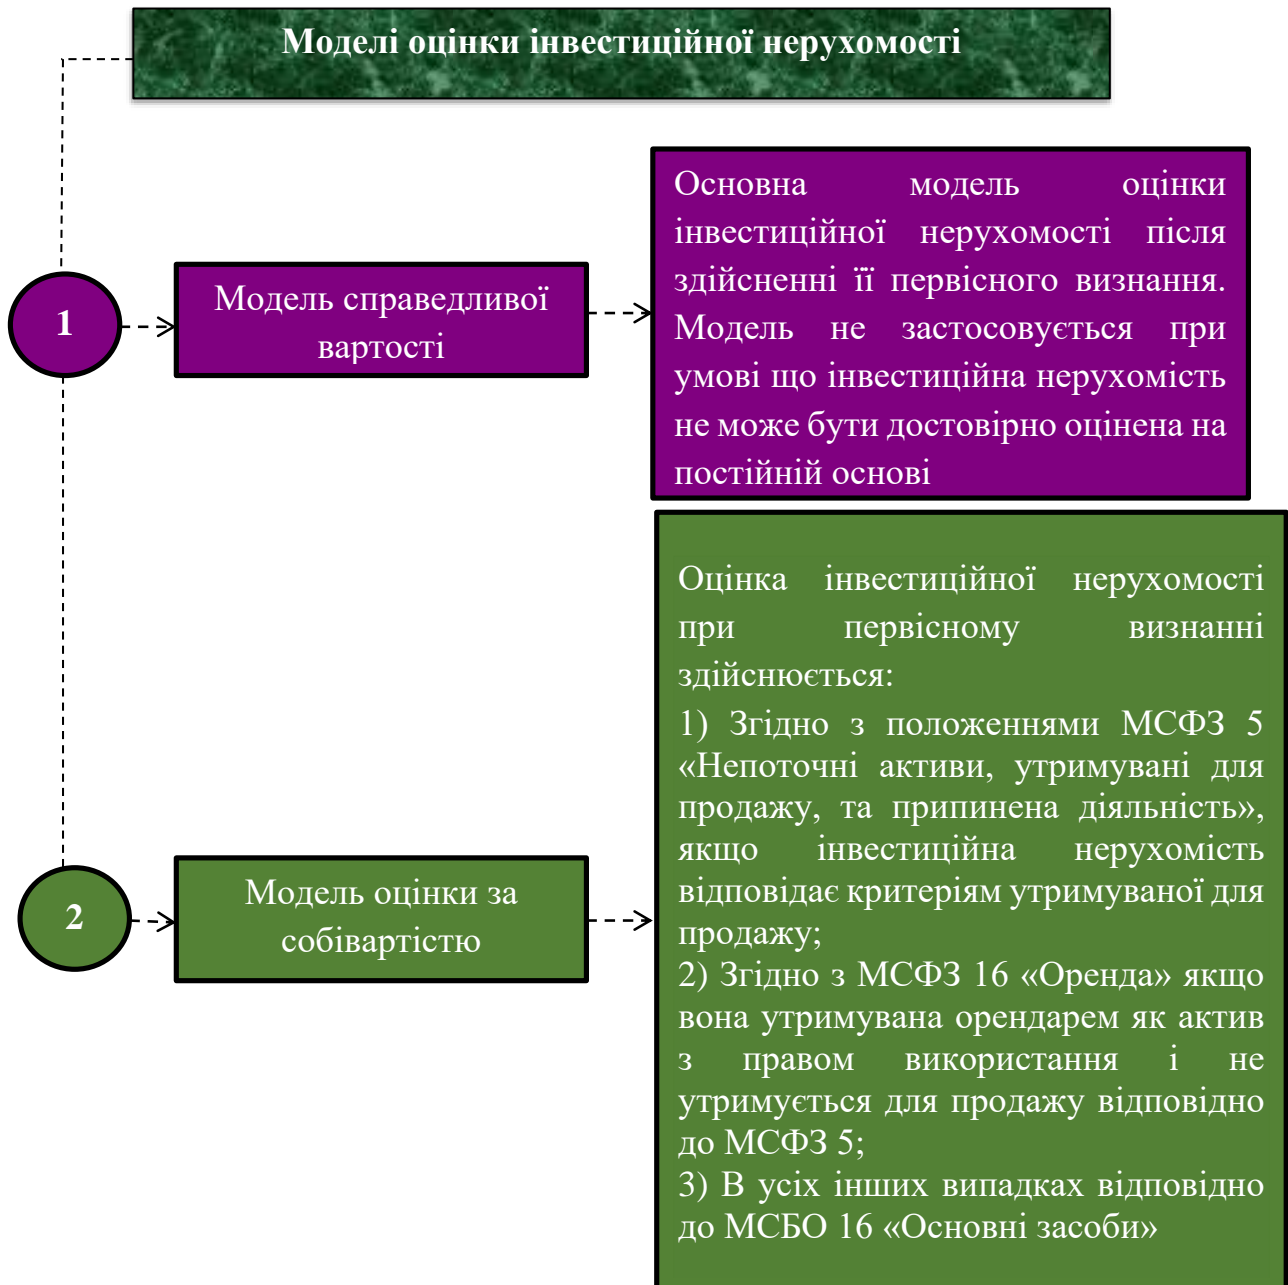 Моделі оцінки інвестиційної нерухомості
1
Модель справедливої
вартості
Основна модель оцінки
інвестиційної нерухомості після
здійсненні її первісного визнання.
Модель не застосовується при
умові що інвестиційна нерухомість
не може бути достовірно оцінена на
постійній основі
2
Модель оцінки за
собівартістю
Оцінка інвестиційної нерухомості
при первісному визнанні
здійснюється:
1) Згідно з положеннями МСФЗ 5
«Непоточні активи, утримувані для
продажу, та припинена діяльність»,
якщо інвестиційна нерухомість
відповідає критеріям утримуваної для
продажу;
2) Згідно з МСФЗ 16 «Оренда» якщо
вона утримувана орендарем як актив
з правом використання і не
утримується для продажу відповідно
до МСФЗ 5;
3) В усіх інших випадках відповідно
до МСБО 16 «Основні засоби»